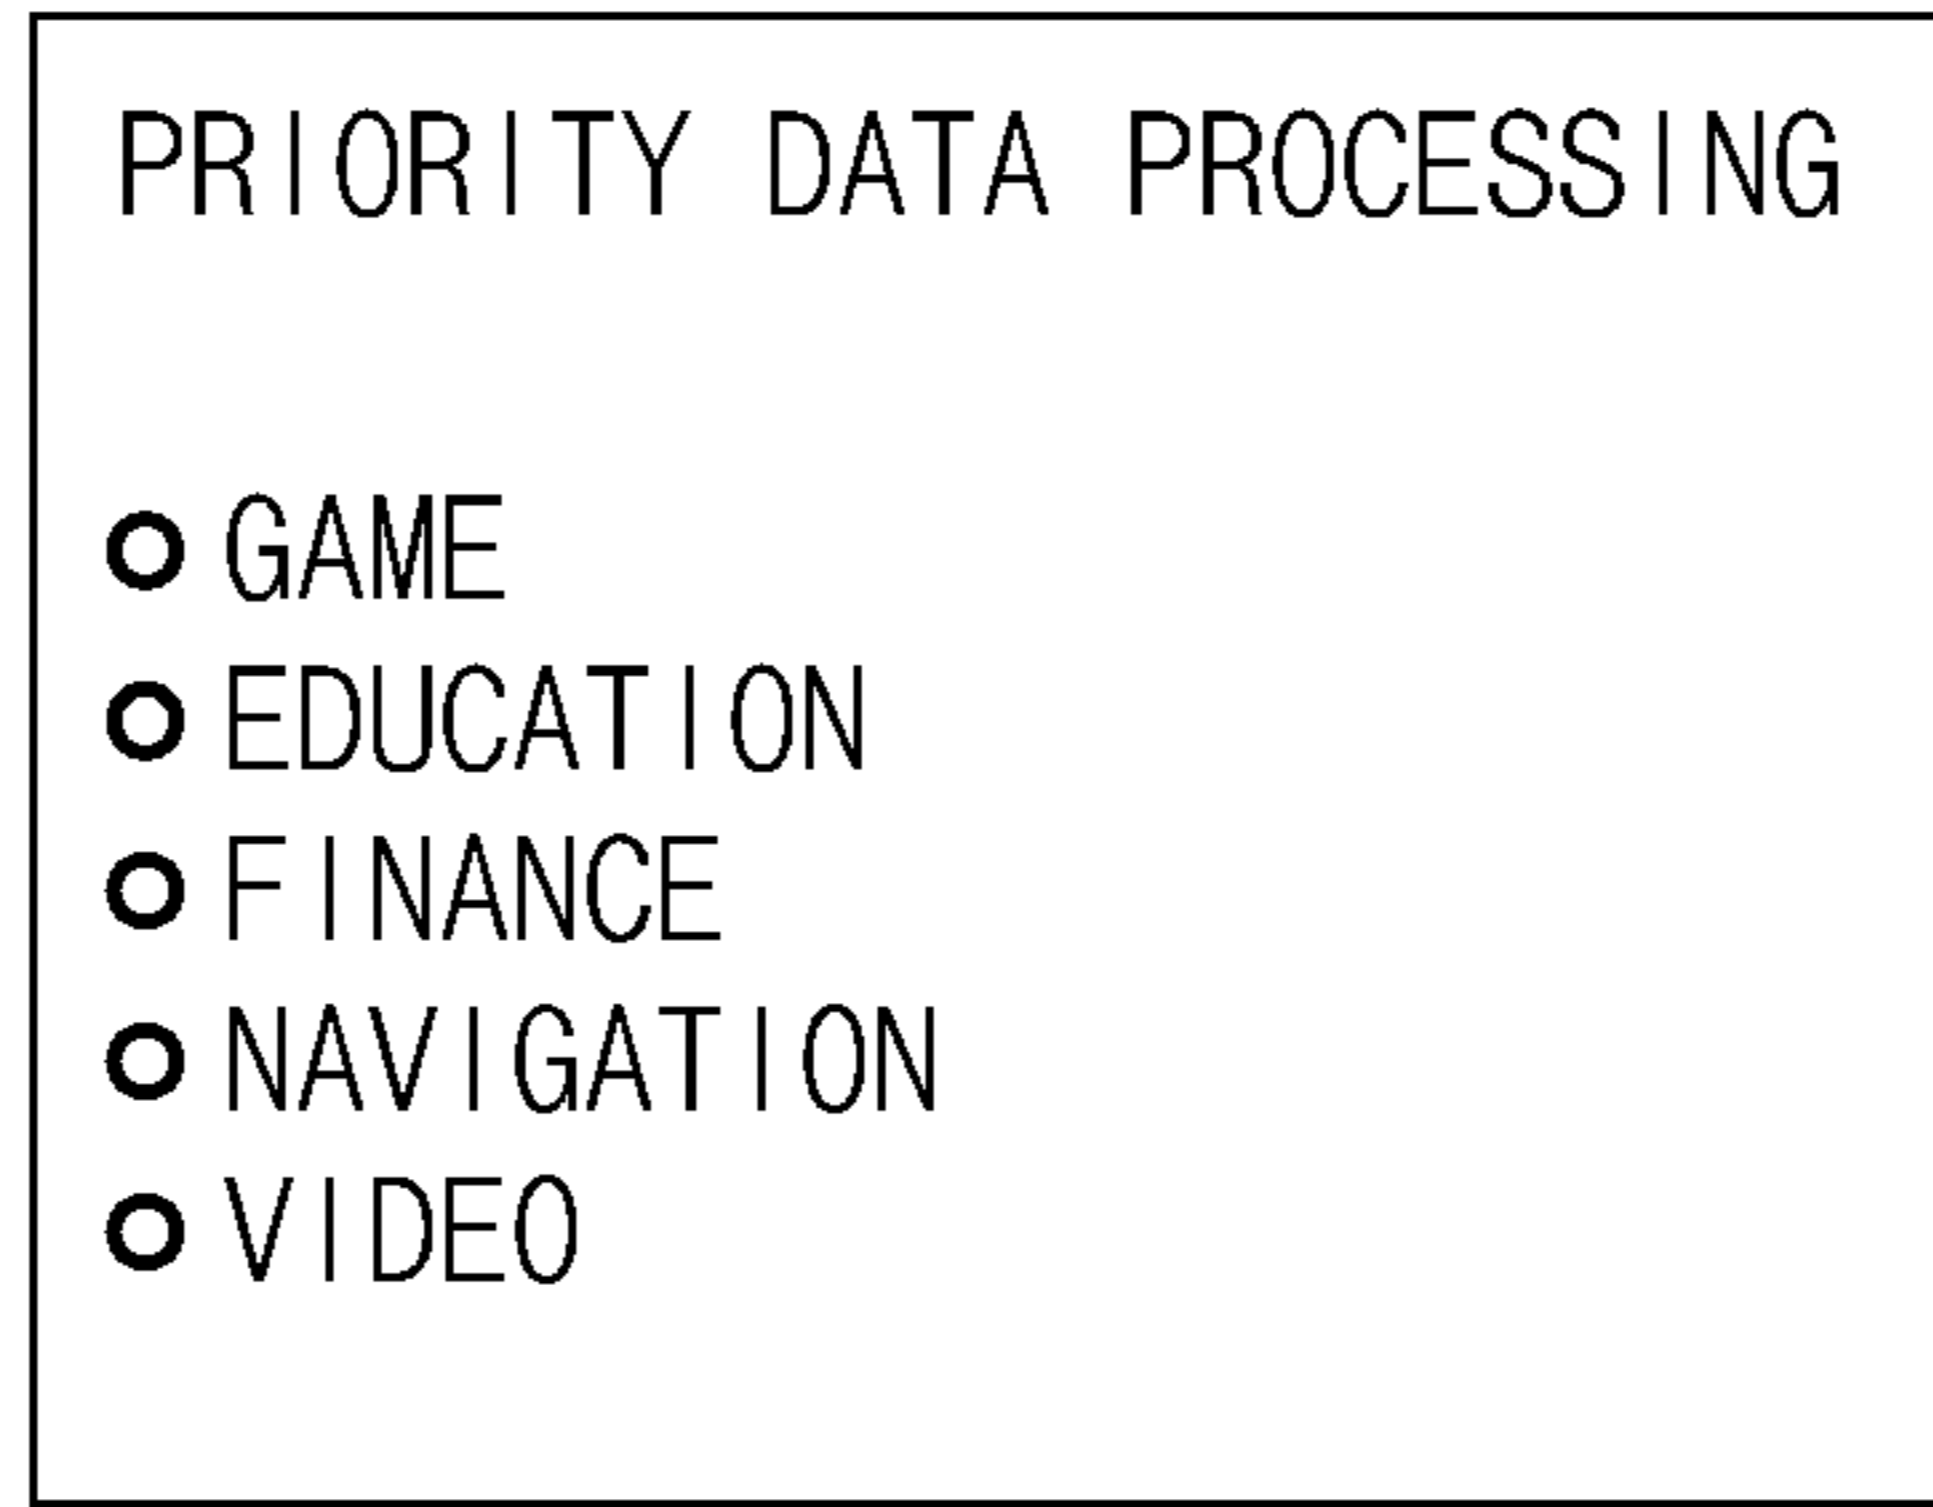 PRIORITY DATA PROCESSING
GAME
EDUCATION
FINANCE
NAVIGATION
VIDEO